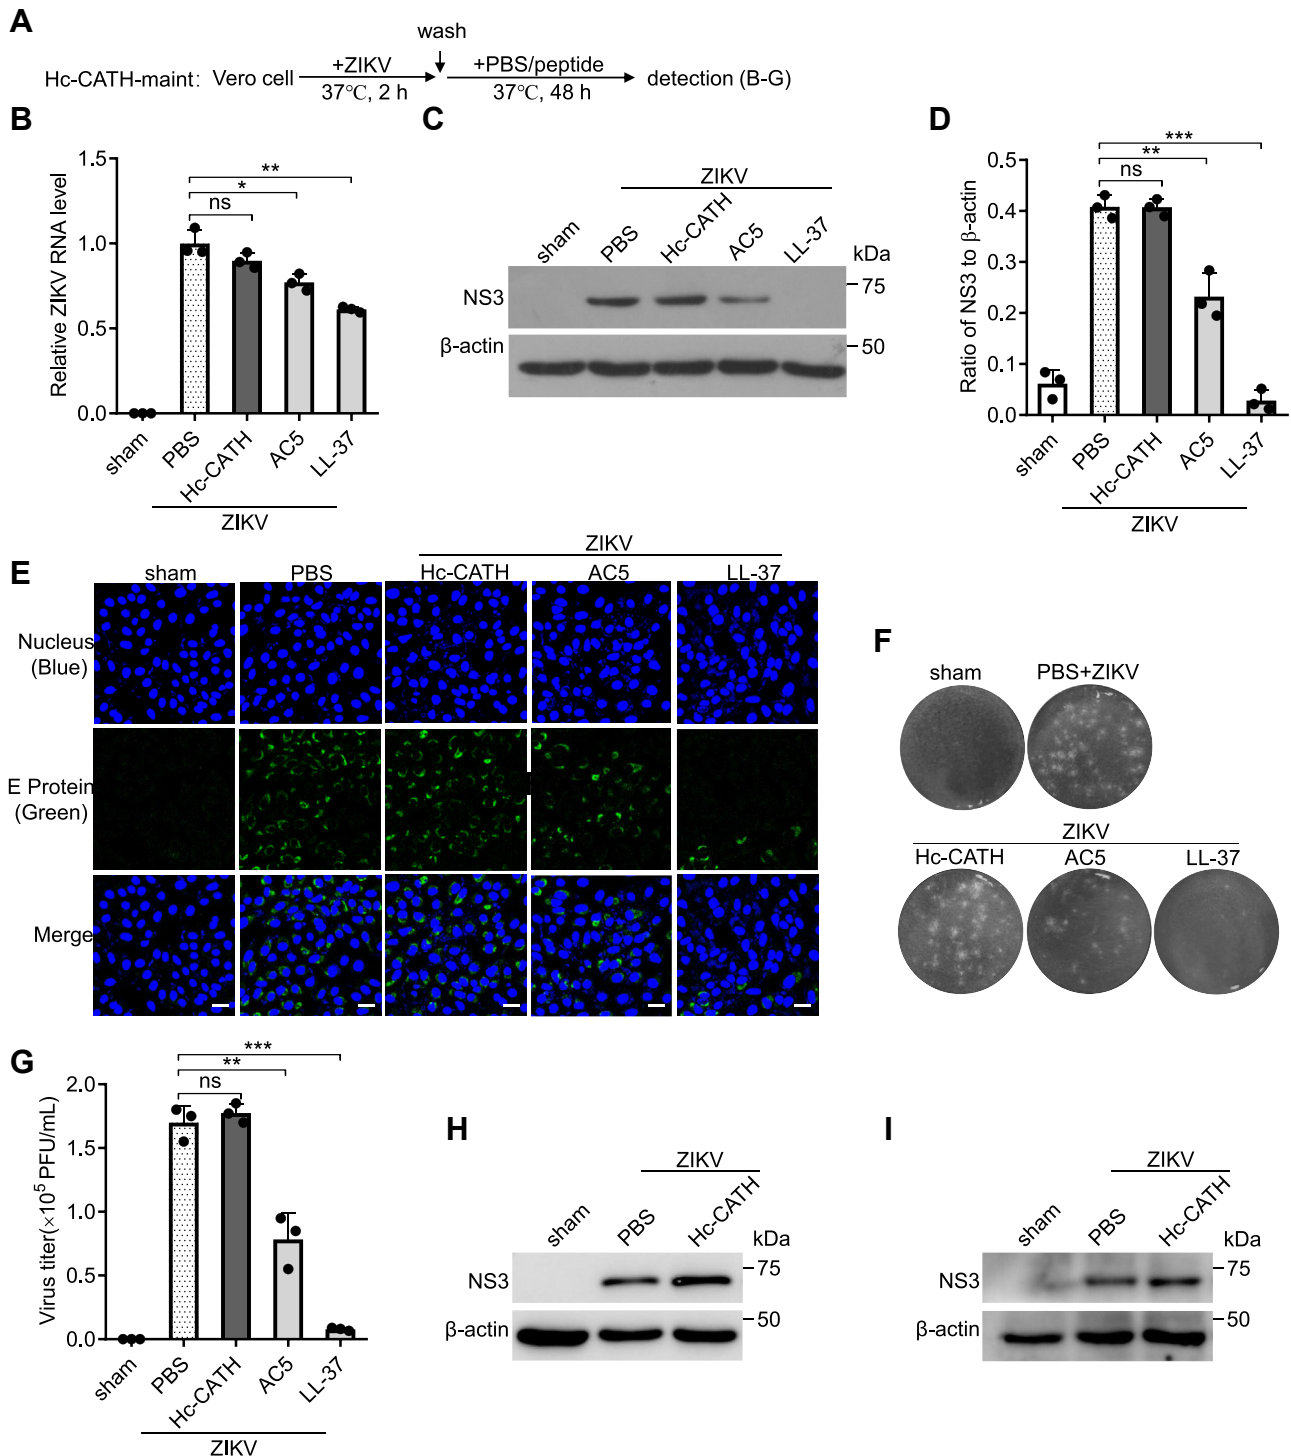 A
wash
Hc-CATH-maint: Vero cell +ZIKV +PBS/peptide detection (B-G)
37℃, 2 h 37℃, 48 h
B
Relative ZIKV RNA level
1.5
1.0
0.5
0.0
**
*
ns
sham PBS Hc-CATH AC5 LL-37
ZIKV
C
ZIKV
sham PBS Hc-CATH AC5 LL-37
kDa
NS3
75
β-actin
50
D
Ratio of NS3 to β-actin
0.5
0.4
0.3
0.2
0.1
0.0
***
**
ns
sham PBS Hc-CATH AC5 LL-37
ZIKV
E
ZIKV
sham PBS Hc-CATH AC5 LL-37
Nucleus
(Blue)
E Protein
(Green)
Merge
F
sham PBS+ZIKV
ZIKV
Hc-CATH AC5 LL-37
G
Virus titer(×10⁵ PFU/mL)
2.0
1.5
1.0
0.5
0.0
***
**
ns
sham PBS Hc-CATH AC5 LL-37
ZIKV
H
ZIKV
sham PBS Hc-CATH
kDa
NS3
75
β-actin
50
I
ZIKV
sham PBS Hc-CATH
kDa
NS3
75
β-actin
50